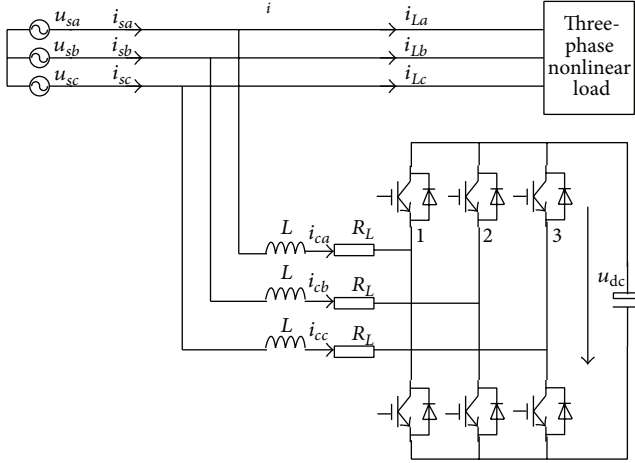 i
u_sa i_sa i_La
u_sb i_sb i_Lb
u_sc i_sc i_Lc
Three-
phase
nonlinear
load
1 2 3
L i_ca R_L
L i_cb R_L
L i_cc R_L
u_dc